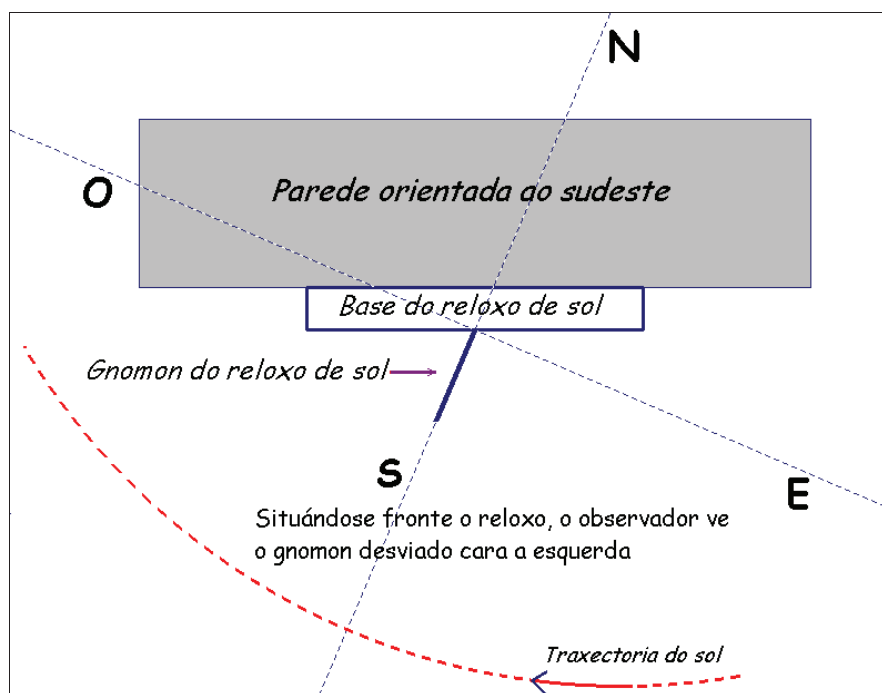 N
Parede orientada ao sudeste
O
Base do reloxo de sol
Gnomon do reloxo de sol
S
E
Situándose fronte o reloxo, o observador ve
o gnomon desviado cara a esquerda
Traxectoria do sol